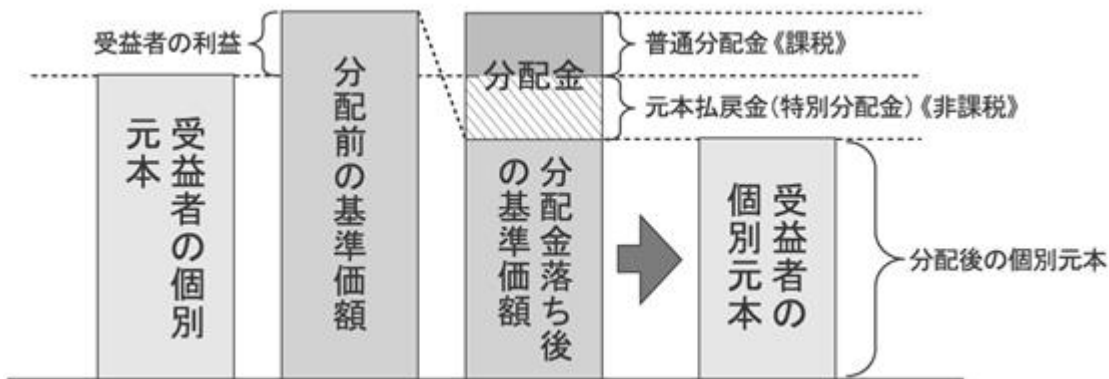 受益者の利益
受益者の個別
元本
分配前の基準価額
分配金
分配金落ち後
の基準価額
普通分配金《課税》
元本払戻金(特別分配金)《非課税》
受益者の
個別元本
分配後の個別元本